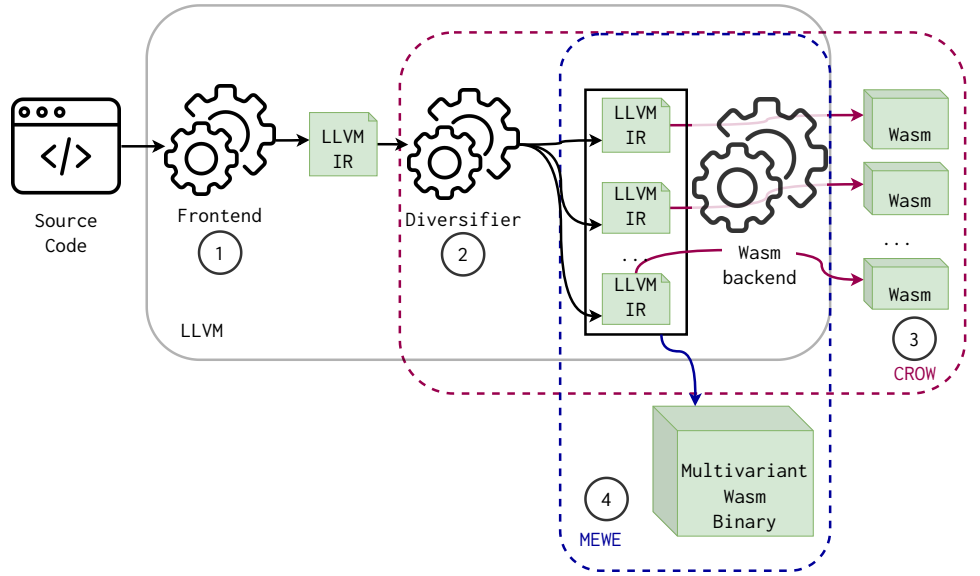 </>
Source
Code
Frontend
1
LLVM
LLVM
IR
Diversifier
2
LLVM
IR
LLVM
IR
...
LLVM
IR
Wasm
backend
Wasm
Wasm
...
Wasm
3
CROW
Multivariant
Wasm
Binary
4
MEWE